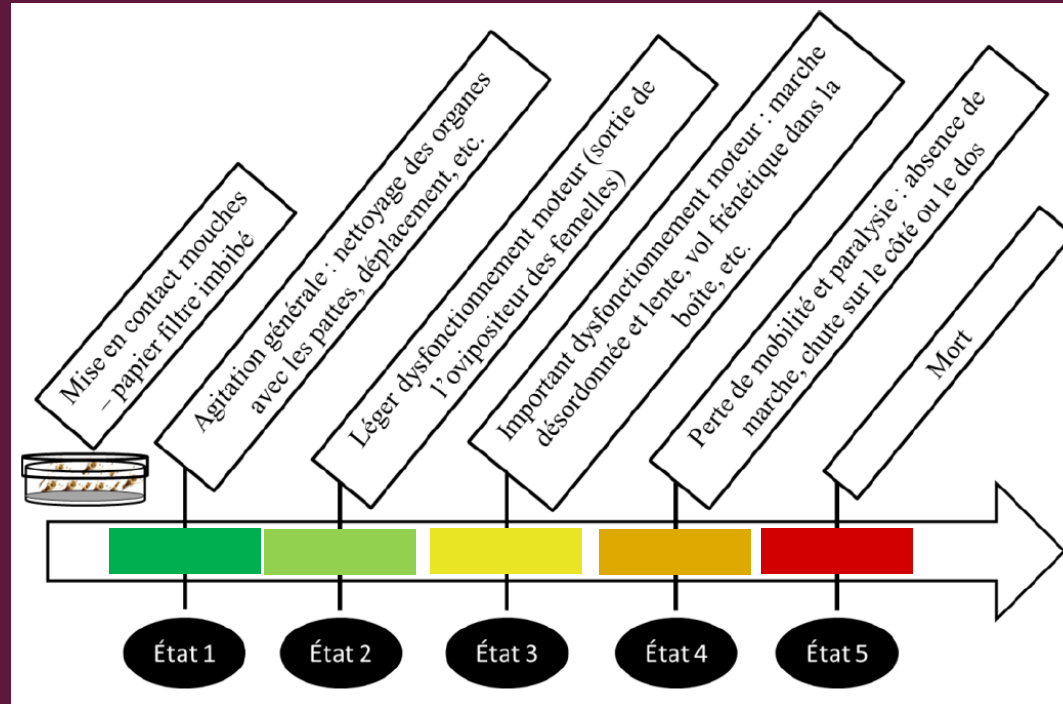 Mise en contact mouches
– papier filtre imbibé
Agitation générale : nettoyage des organes
avec les pattes, déplacement, etc.
Léger dysfonctionnement moteur (sortie de
l’ovipositeur des femelles)
Important dysfonctionnement moteur : marche
désordonnée et lente, vol frénétique dans la
boîte, etc.
Perte de mobilité et paralysie : absence de
marche, chute sur le côté ou le dos
Mort
État 1
État 2
État 3
État 4
État 5